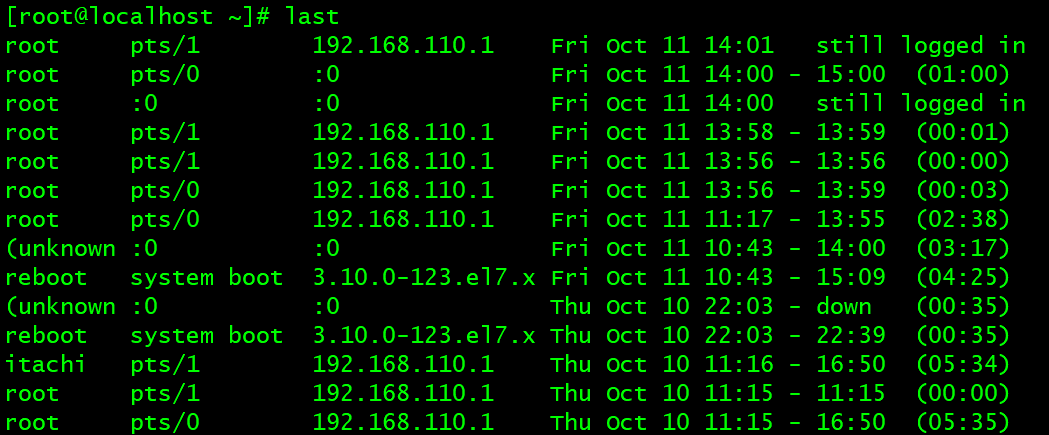 [root@localhost ~]# last
root     pts/1        192.168.110.1    Fri Oct 11 14:01   still logged in
root     pts/0        :0               Fri Oct 11 14:00 - 15:00  (01:00)
root     :0           :0               Fri Oct 11 14:00   still logged in
root     pts/1        192.168.110.1    Fri Oct 11 13:58 - 13:59  (00:01)
root     pts/1        192.168.110.1    Fri Oct 11 13:56 - 13:56  (00:00)
root     pts/0        192.168.110.1    Fri Oct 11 13:56 - 13:59  (00:03)
root     pts/0        192.168.110.1    Fri Oct 11 11:17 - 13:55  (02:38)
(unknown :0           :0               Fri Oct 11 10:43 - 14:00  (03:17)
reboot   system boot  3.10.0-123.el7.x Fri Oct 11 10:43 - 15:09  (04:25)
(unknown :0           :0               Thu Oct 10 22:03 - down   (00:35)
reboot   system boot  3.10.0-123.el7.x Thu Oct 10 22:03 - 22:39  (00:35)
itachi   pts/1        192.168.110.1    Thu Oct 10 11:16 - 16:50  (05:34)
root     pts/1        192.168.110.1    Thu Oct 10 11:15 - 11:15  (00:00)
root     pts/0        192.168.110.1    Thu Oct 10 11:15 - 16:50  (05:35)